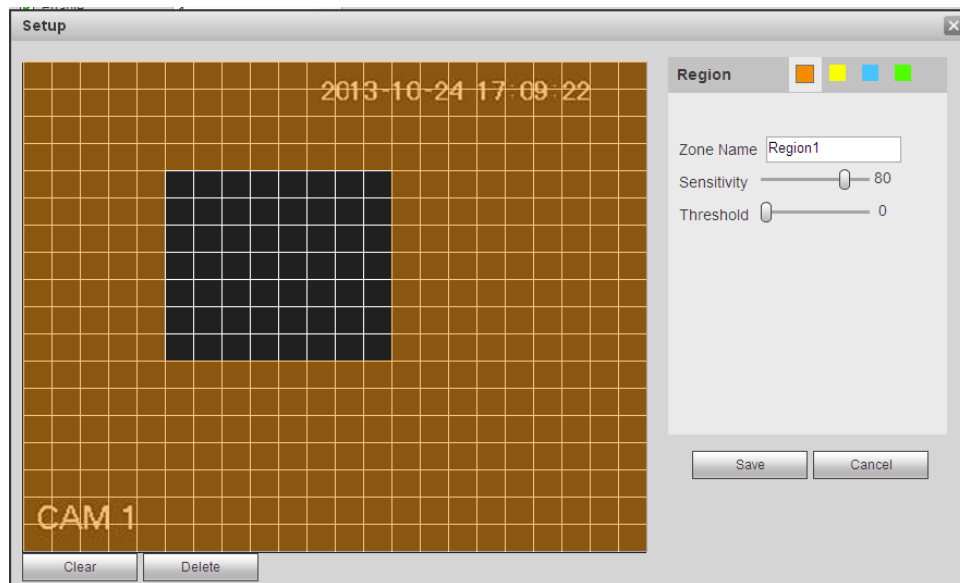 Setup
2013-10-24 17:09:22
Region
Zone Name Region1
Sensitivity 80
Threshold 0
Save Cancel
CAM 1
Clear Delete